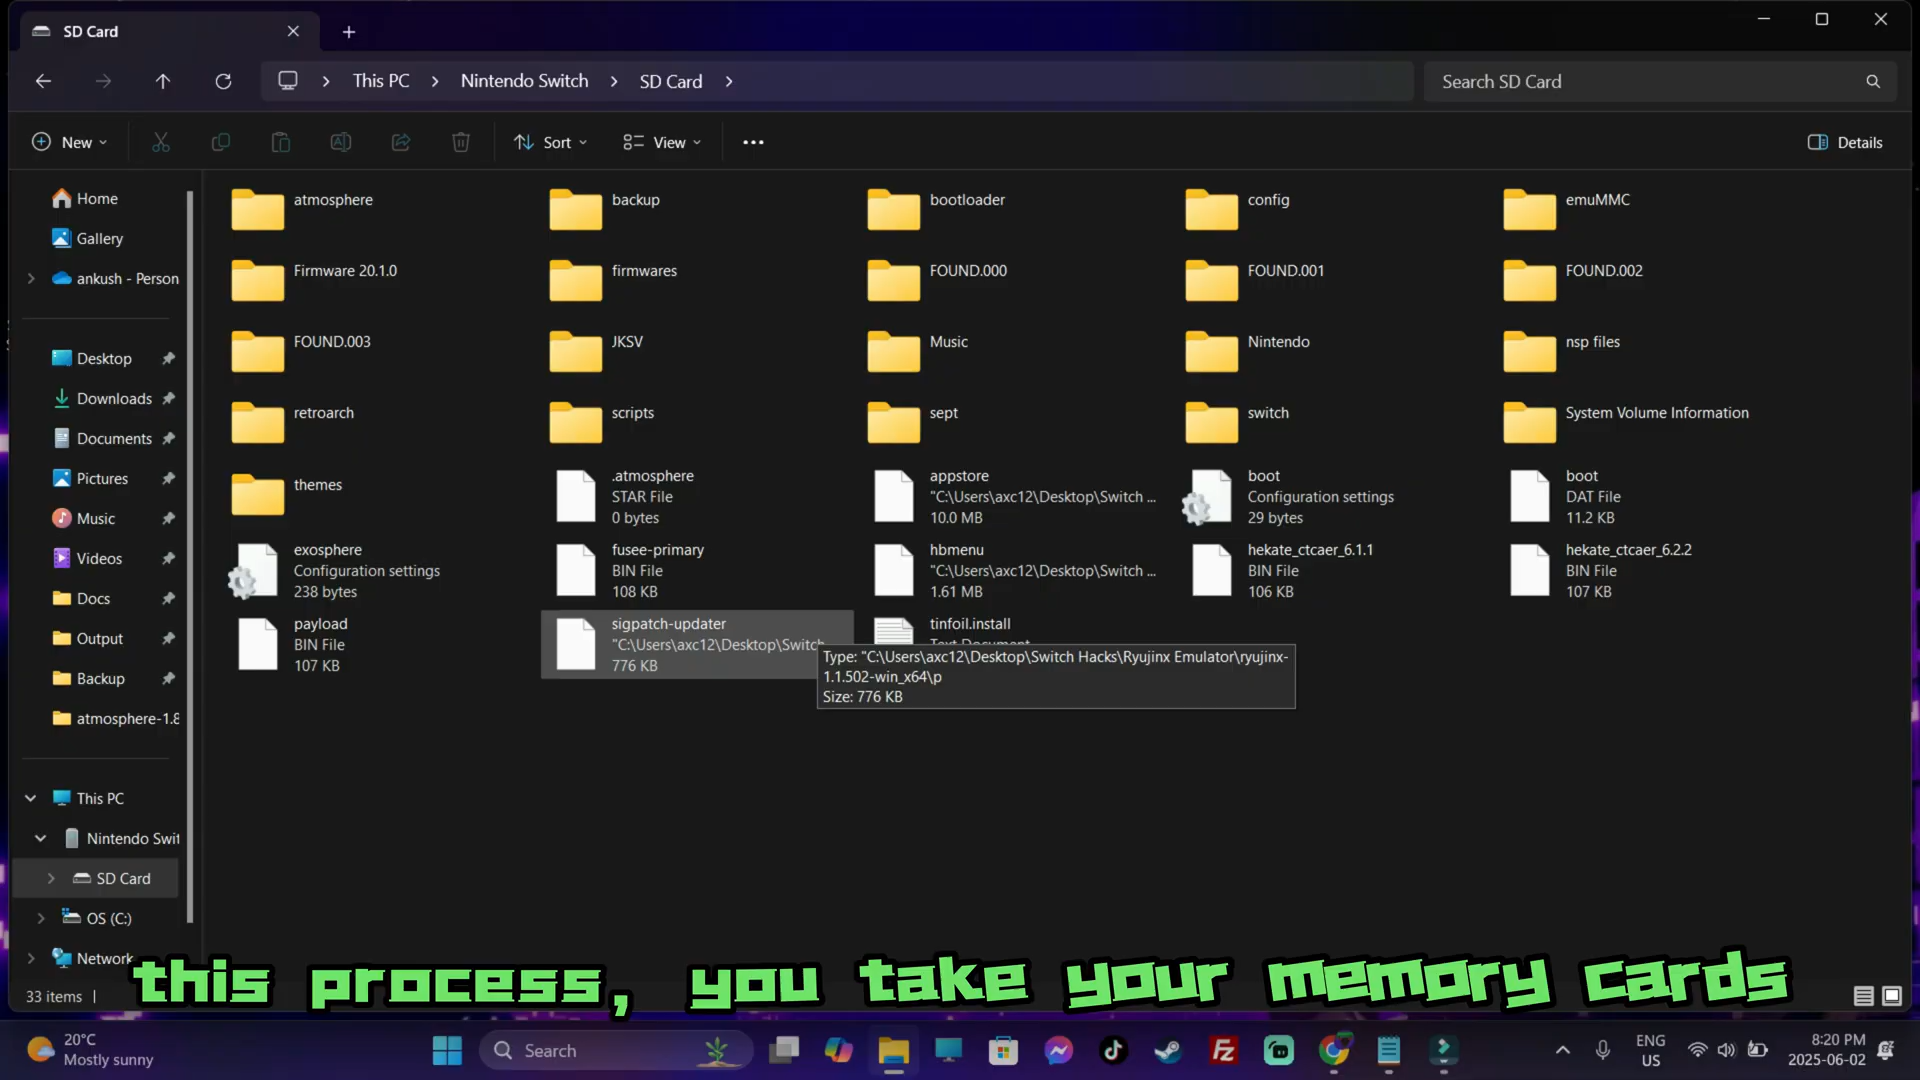 SD Card
This PC
Nintendo Switch
SD Card
Search SD Card
New
Sort
View
Details
Home
Gallery
ankush - Person
Desktop
Downloads
Documents
Pictures
Music
Videos
Docs
Output
Backup
atmosphere-1.8
This PC
Nintendo Swit
SD Card
OS (C:)
Network
atmosphere
backup
bootloader
config
emuMMC
Firmware 20.1.0
firmwares
FOUND.000
FOUND.001
FOUND.002
FOUND.003
JKSV
Music
Nintendo
nsp files
retroarch
scripts
sept
switch
System Volume Information
themes
.atmosphere
STAR File
0 bytes
appstore
"C:\Users\axc12\Desktop\Switch ...
10.0 MB
boot
Configuration settings
29 bytes
boot
DAT File
11.2 KB
exosphere
Configuration settings
238 bytes
fusee-primary
BIN File
108 KB
hbmenu
"C:\Users\axc12\Desktop\Switch ...
1.61 MB
hekate_ctcaer_6.1.1
BIN File
106 KB
hekate_ctcaer_6.2.2
BIN File
107 KB
payload
BIN File
107 KB
sigpatch-updater
"C:\Users\axc12\Desktop\Switch
776 KB
tinfoil.install
Text Document
Type: "C:\Users\axc12\Desktop\Switch Hacks\Ryujinx Emulator\ryujinx-
1.1.502-win_x64\p
Size: 776 KB
this process, you take your memory cards
33 items
20°C
Mostly sunny
Search
ENG
US
8:20 PM
2025-06-02